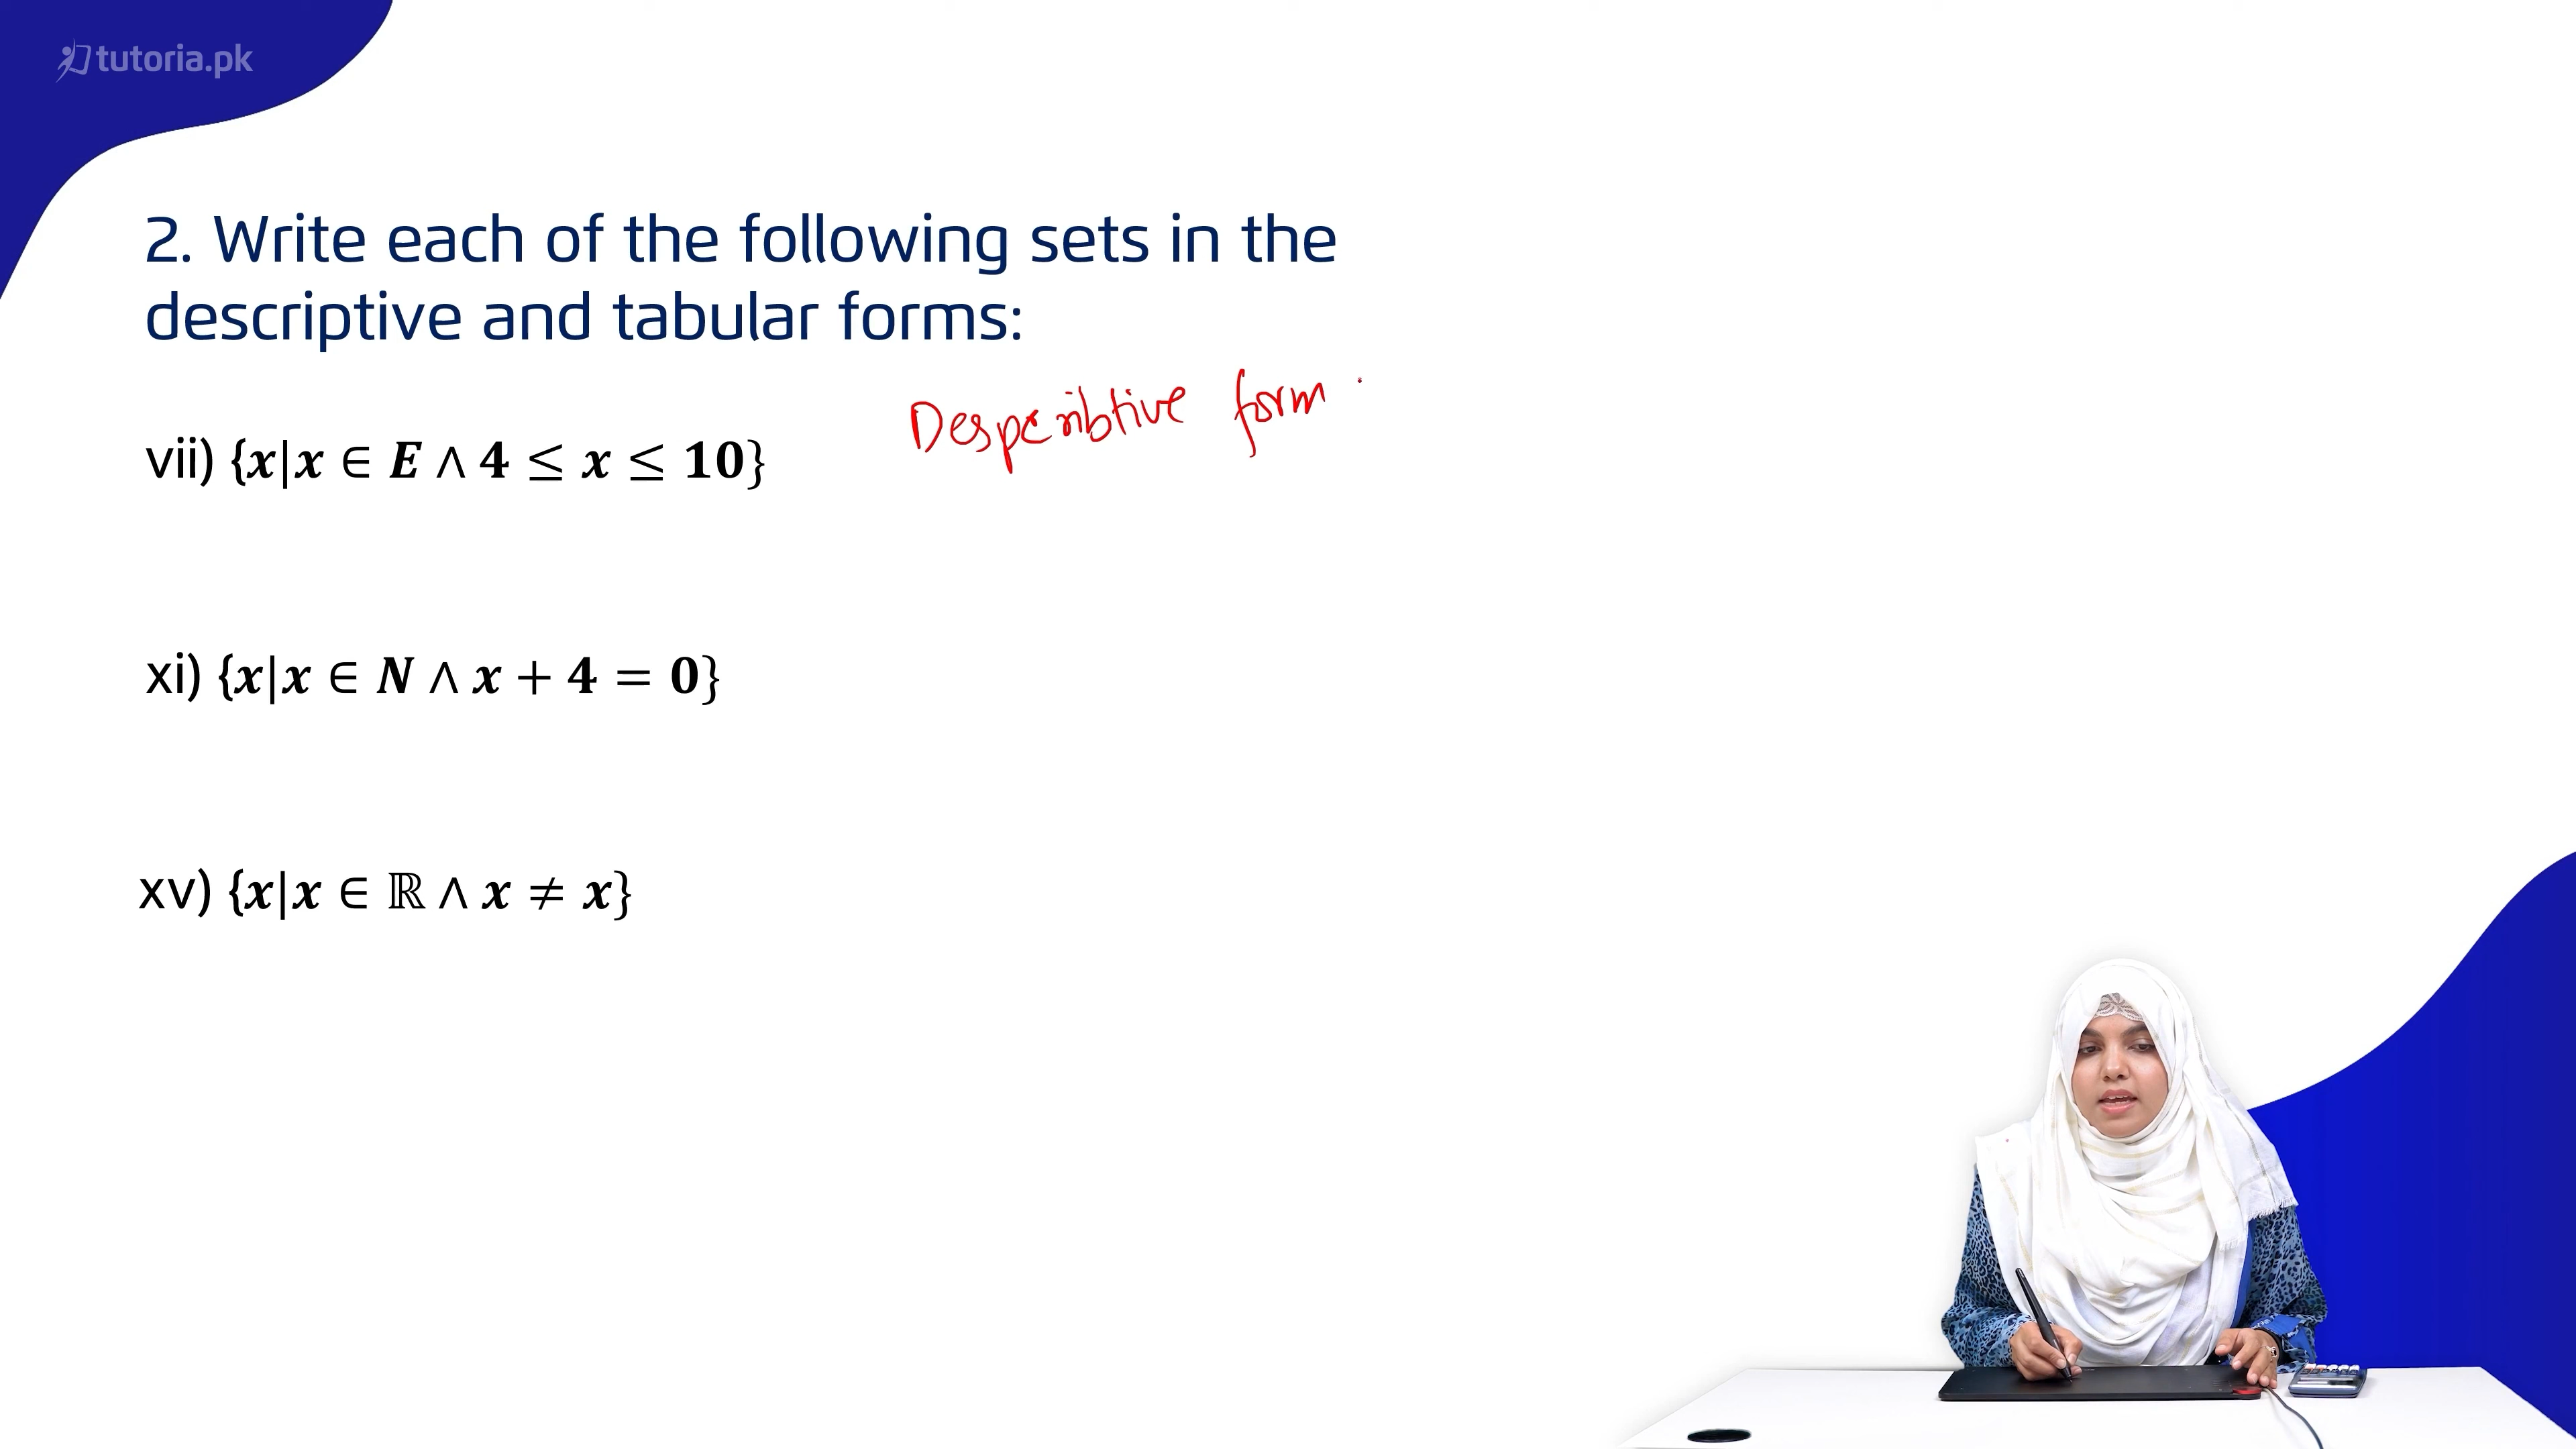 tutoria.pk
2. Write each of the following sets in the
descriptive and tabular forms:
Desperibtive form
vii) {x|x ∈ E ∧ 4 ≤ x ≤ 10}
xi) {x|x ∈ N ∧ x + 4 = 0}
xv) {x|x ∈ ℝ ∧ x ≠ x}